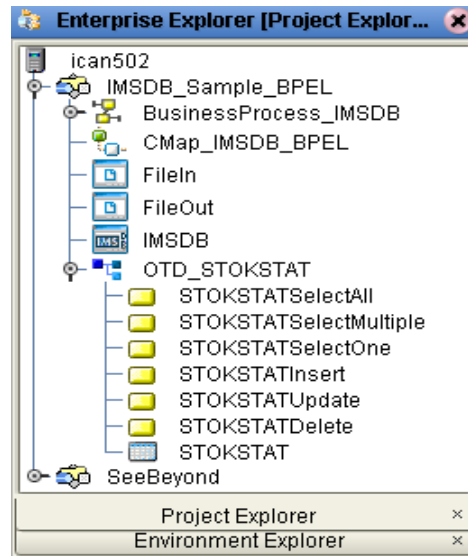 Enterprise Explorer [Project Explor...
ican502
IMSDB_Sample_BPEL
BusinessProcess_IMSDB
CMap_IMSDB_BPEL
FileIn
FileOut
IMS IMSDB
OTD_STOKSTAT
STOKSTATSelectAll
STOKSTATSelectMultiple
STOKSTATSelectOne
STOKSTATInsert
STOKSTATUpdate
STOKSTATDelete
STOKSTAT
SeeBeyond
Project Explorer
Environment Explorer